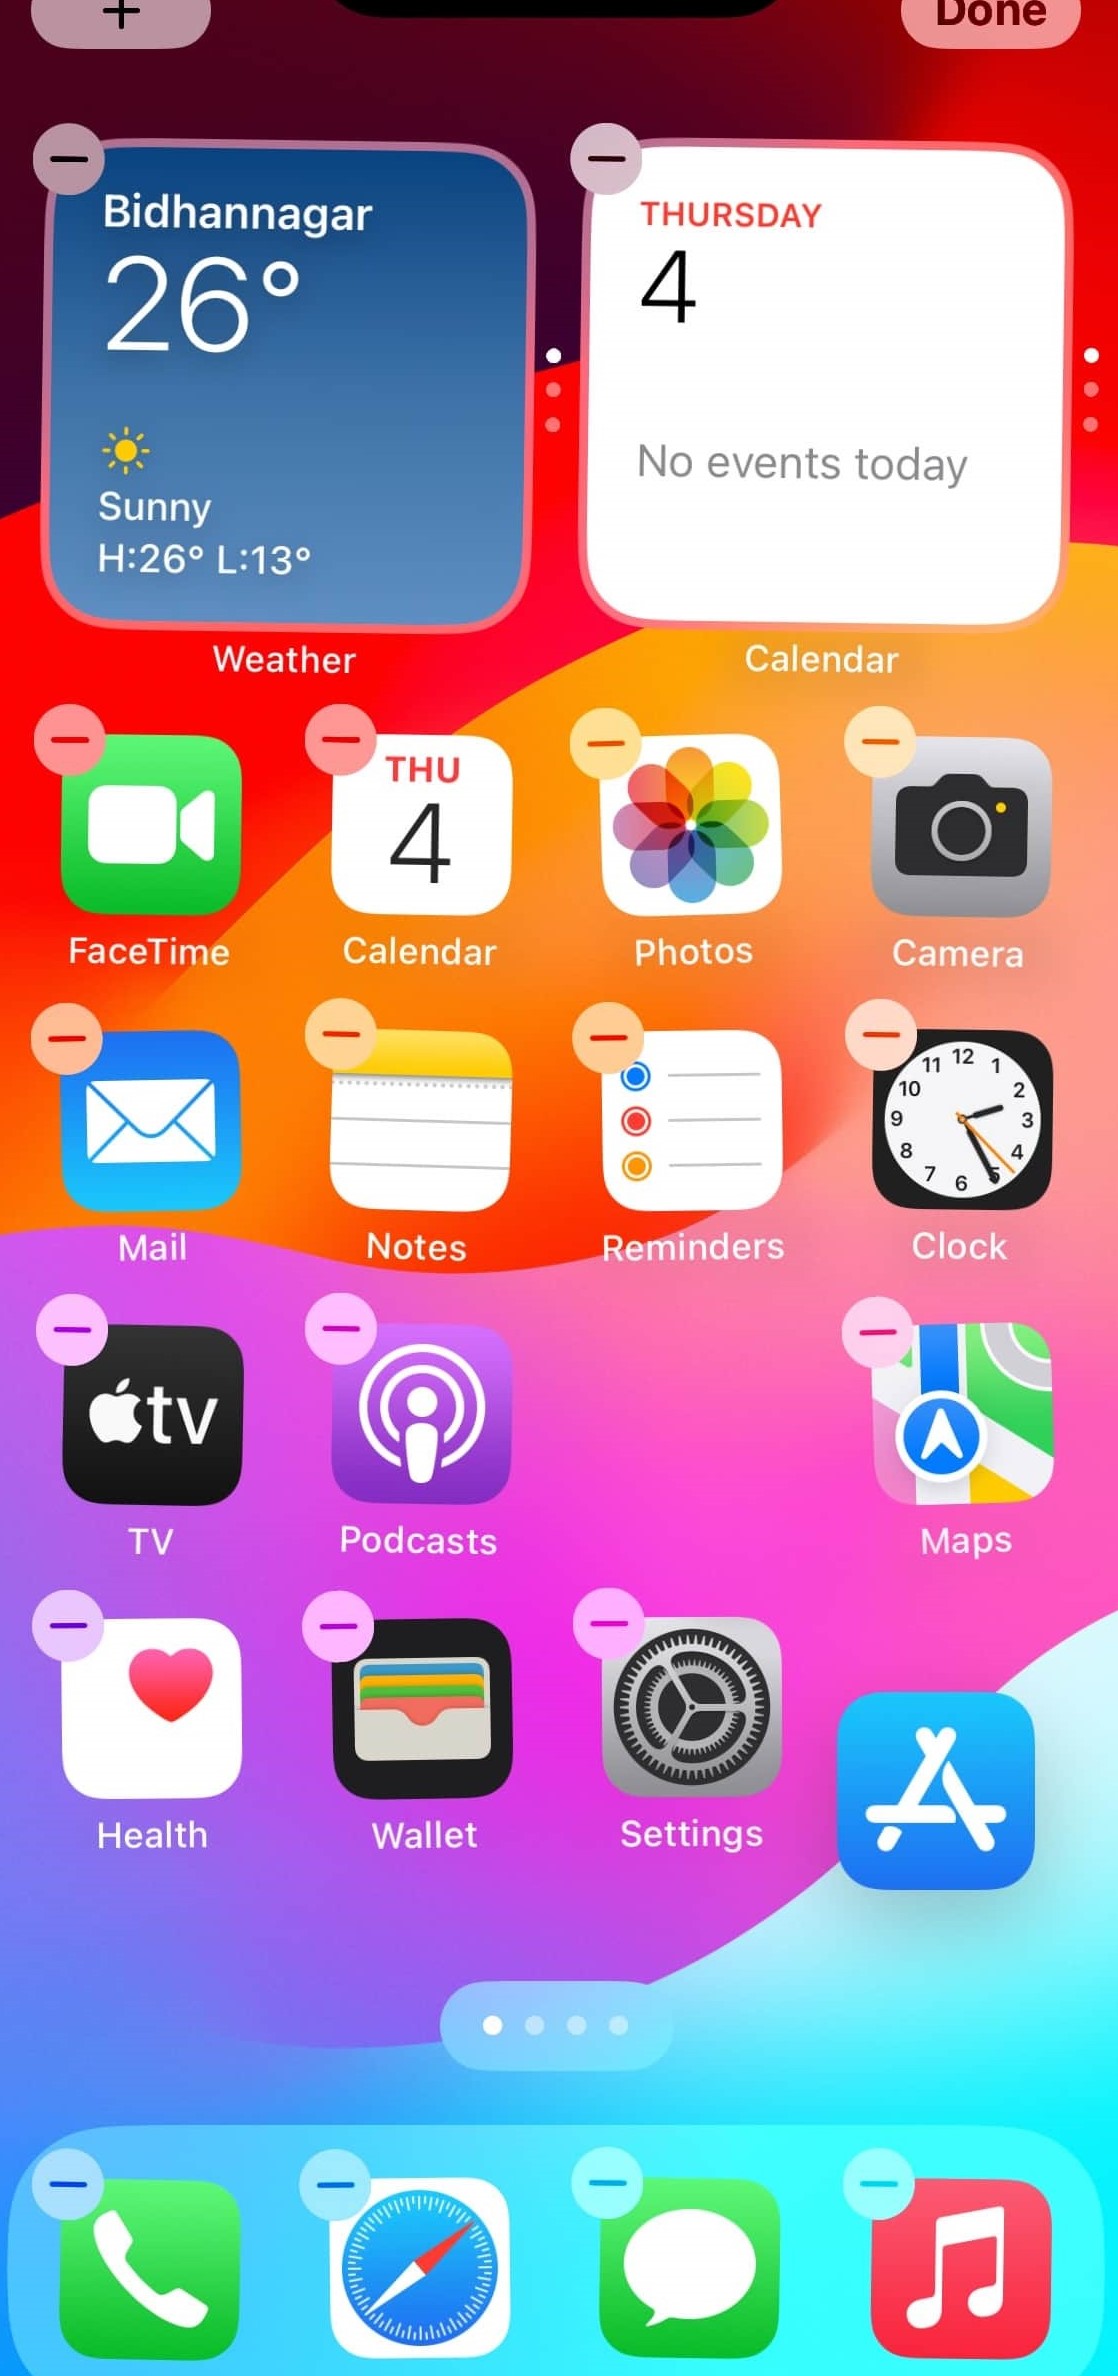 +
Done
Bidhannagar
26°
Sunny
H:26° L:13°
Weather
THURSDAY
4
No events today
Calendar
FaceTime
THU
4
Calendar
Photos
Camera
Mail
Notes
Reminders
12
1
2
3
4
5
6
7
8
9
10
11
Clock
tv
TV
Podcasts
Maps
Health
Wallet
Settings